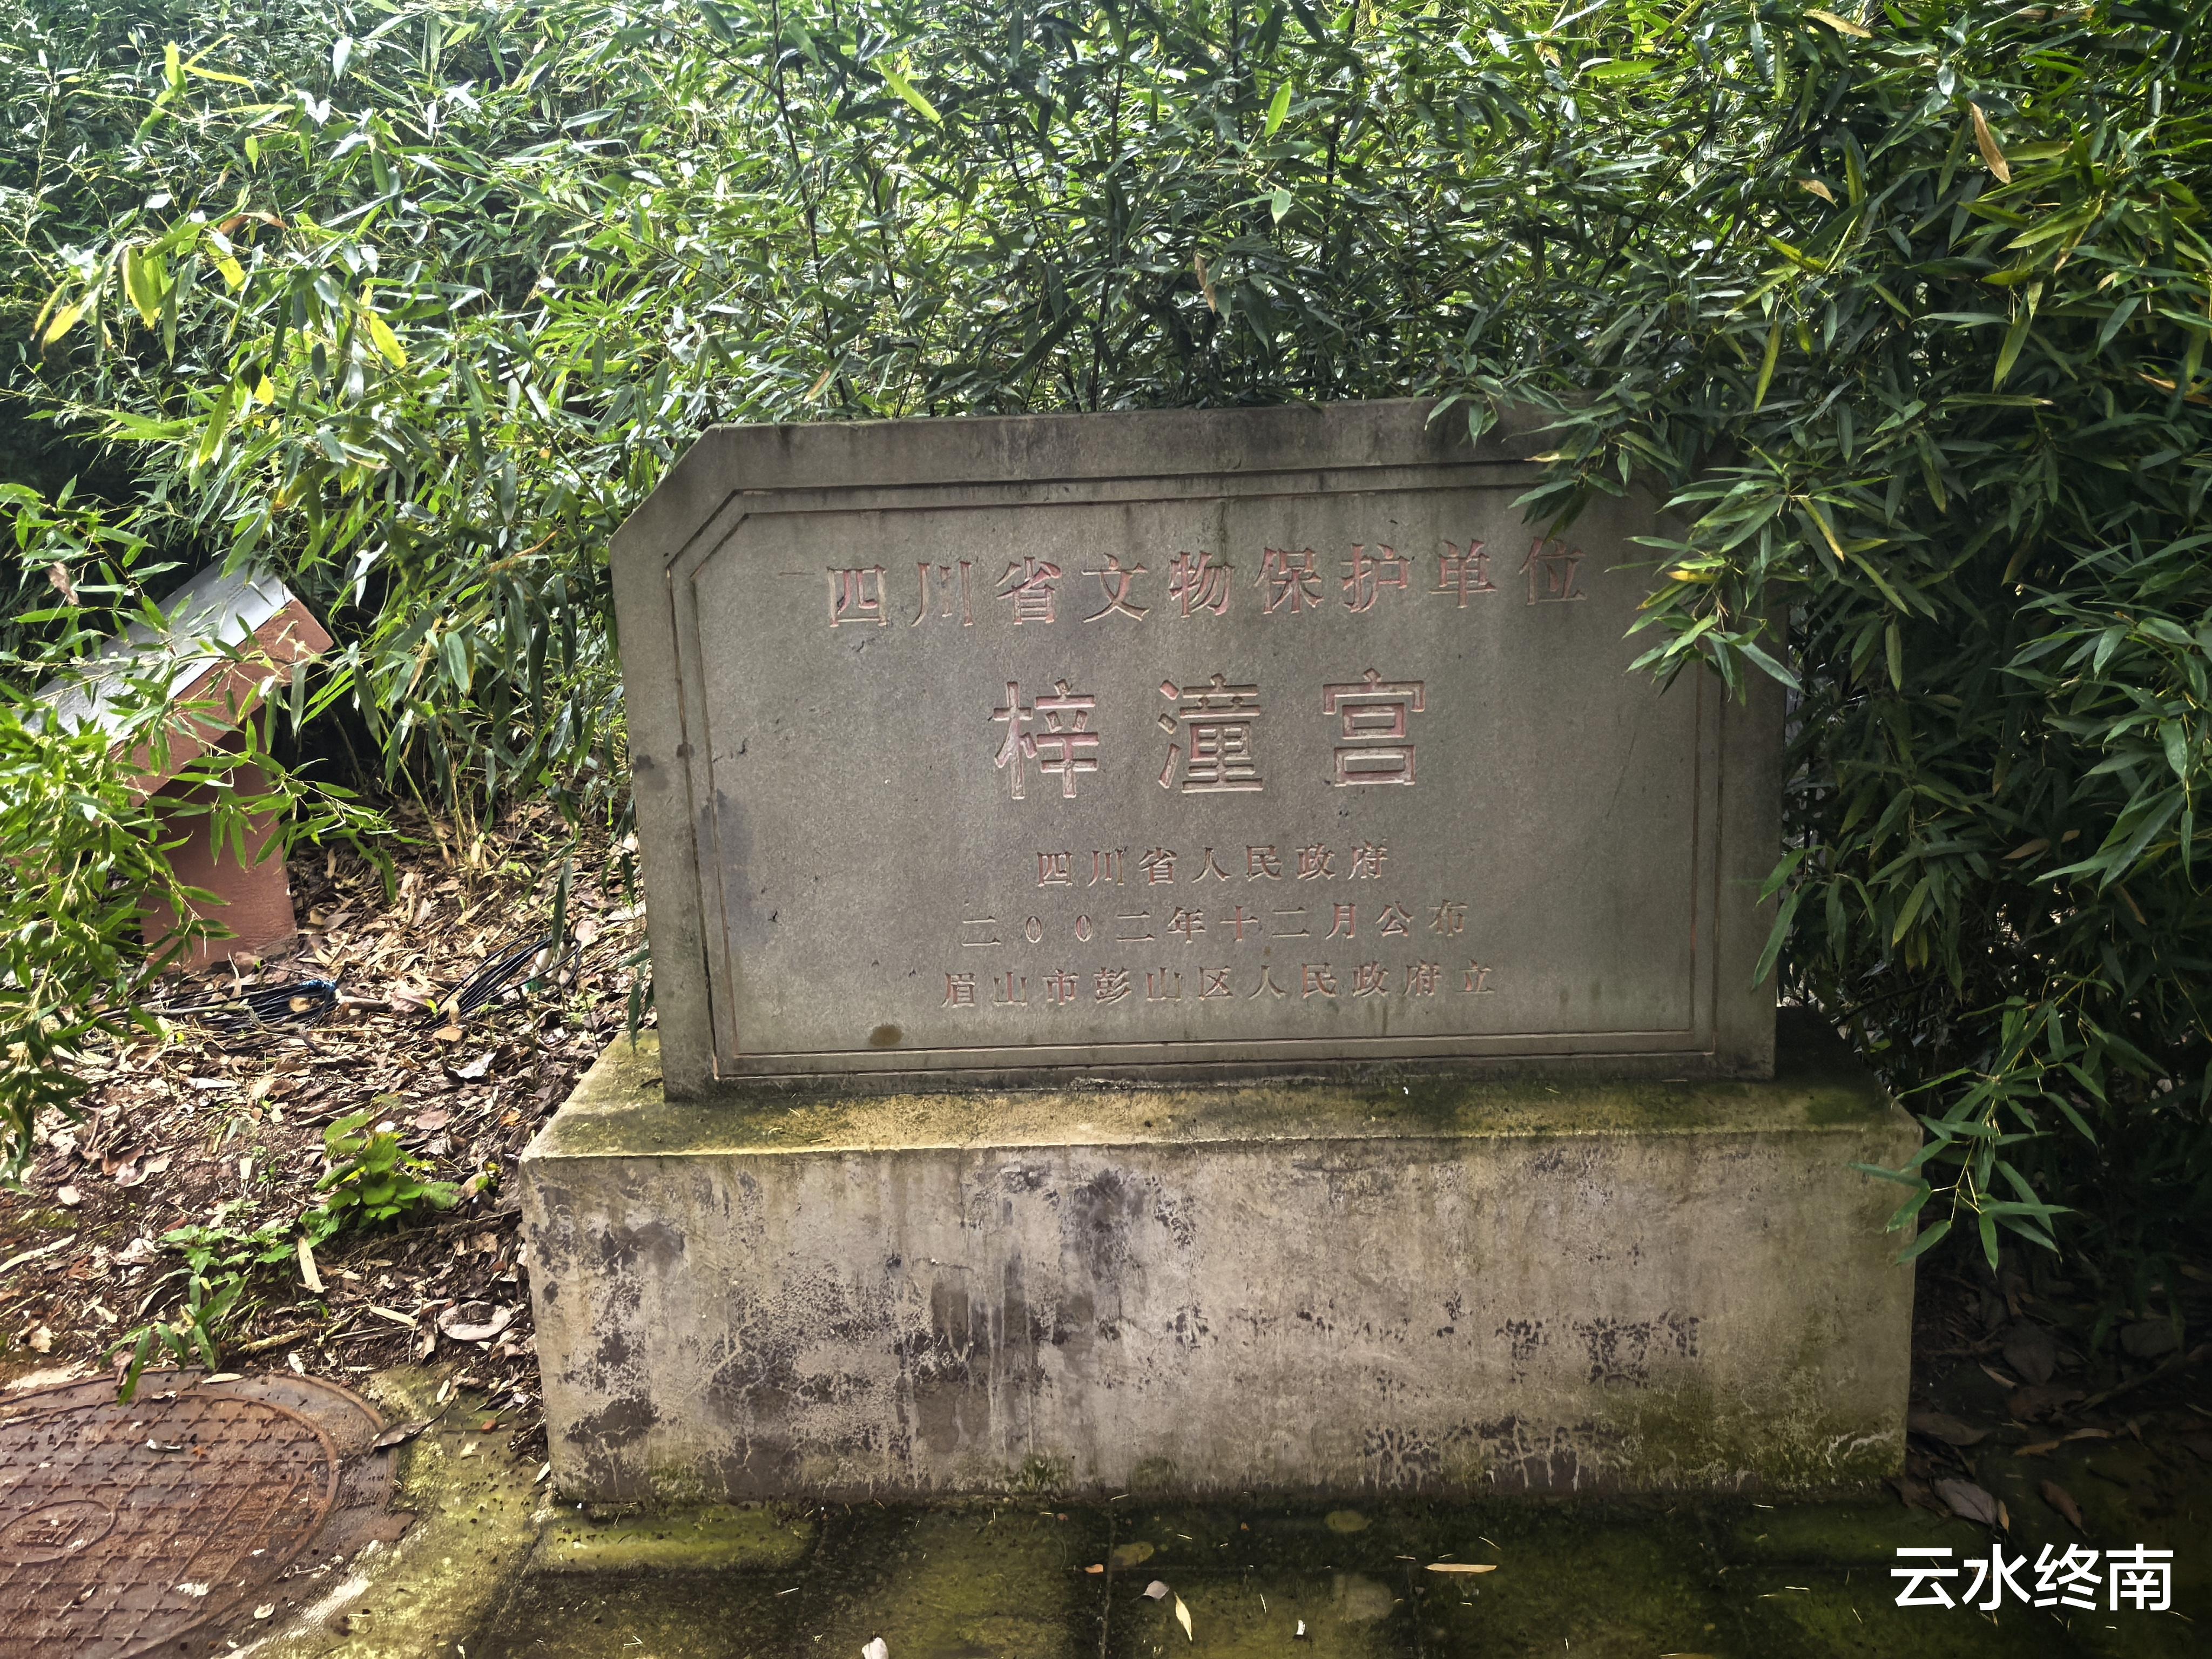 四川省文物保护单位
梓潼宫
四川省人民政府
二00二年十二月公布
眉山市彭山区人民政府立
云水终南